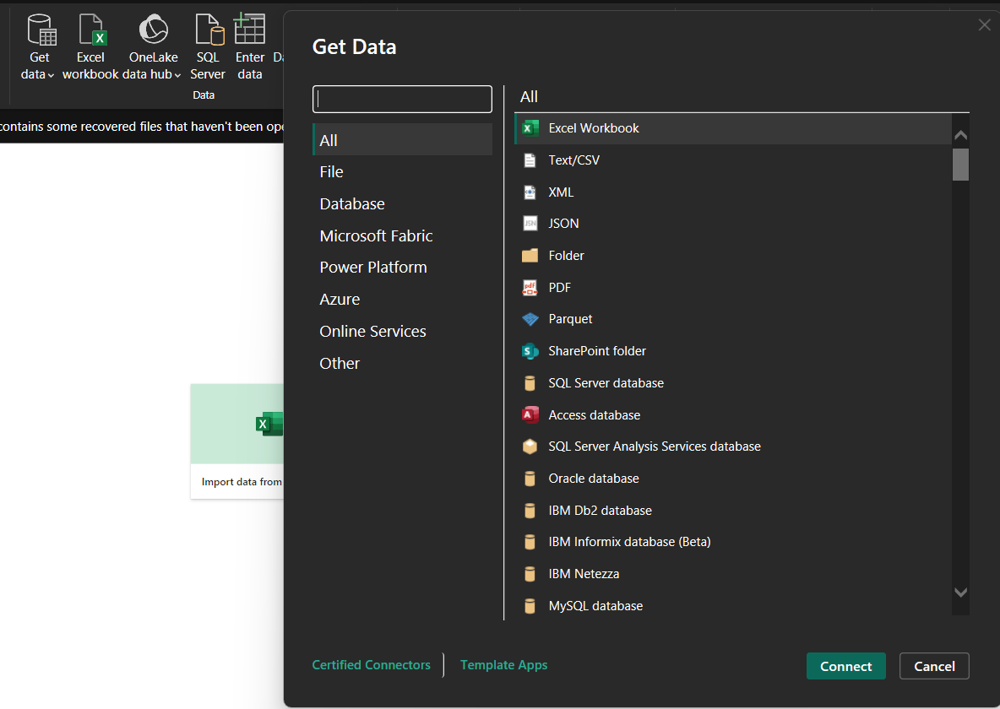 Get data
Excel workbook
OneLake data hub
SQL Server
Enter data
Data
contains some recovered files that haven't been ope
Import data from
Get Data
All
File
Database
Microsoft Fabric
Power Platform
Azure
Online Services
Other
All
Excel Workbook
Text/CSV
XML
JSON
Folder
PDF
Parquet
SharePoint folder
SQL Server database
Access database
SQL Server Analysis Services database
Oracle database
IBM Db2 database
IBM Informix database (Beta)
IBM Netezza
MySQL database
Certified Connectors
Template Apps
Connect
Cancel